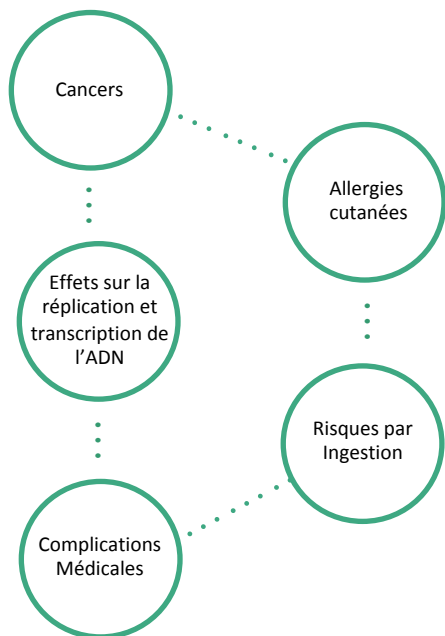 Cancers
Allergies
cutanées
Effets sur la
réplication et
transcription de
l’ADN
Risques par
Ingestion
Complications
Médicales